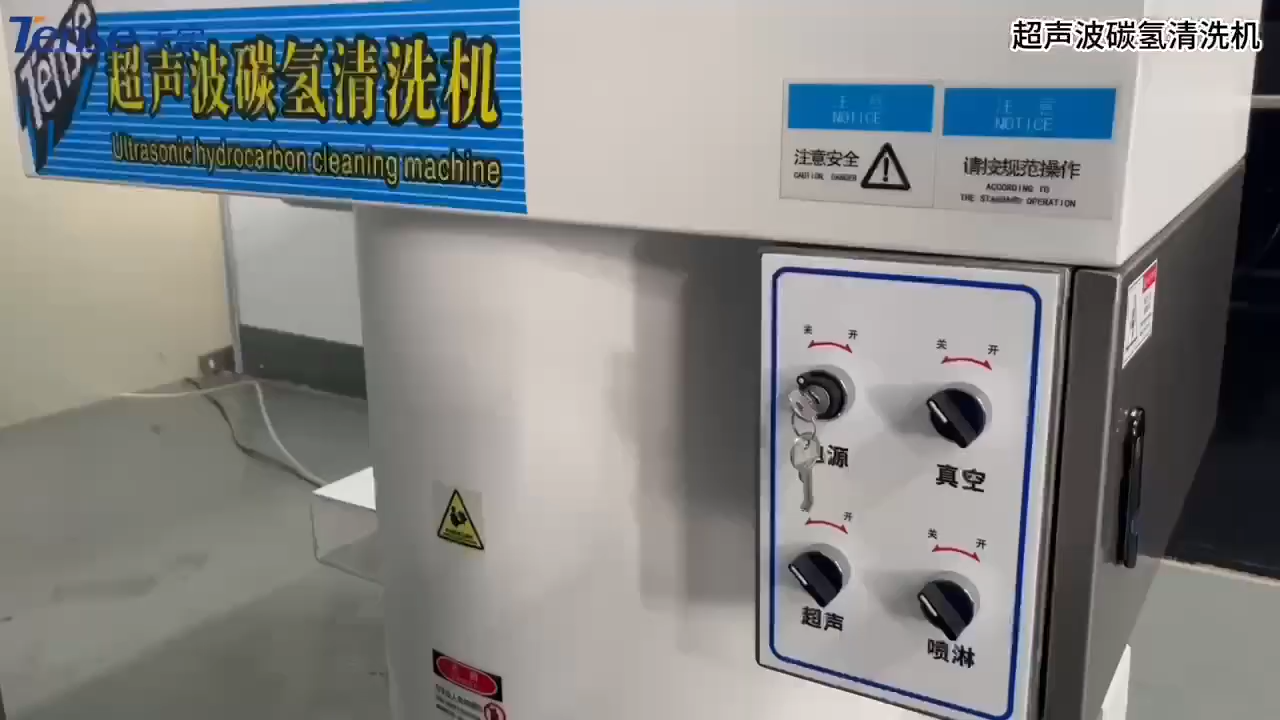 Tense
超声波碳氢清洗机
Tense
超声波碳氢清洗机
Ultrasonic hydrocarbon cleaning machine
注意
NOTICE
注意安全
CAUTION DANGER
注意
NOTICE
请按规范操作
ACCORDING TO
THE STANDARD OPERATION
关 开
关 开
源
真空
关 开
关 开
超声
喷淋